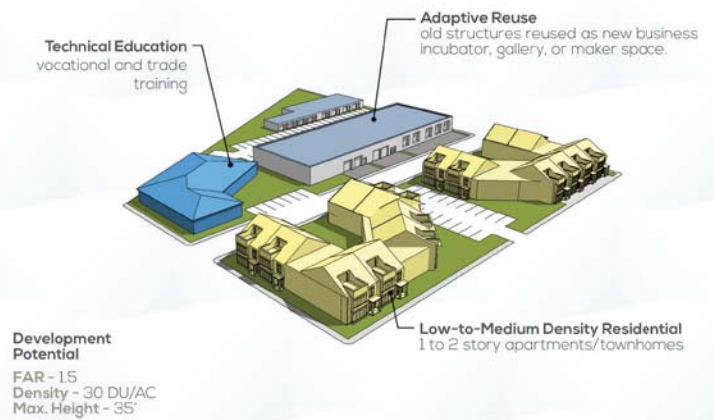 Adaptive Reuse
old structures reused as new business
incubator, gallery, or maker space.
Technical Education
vocational and trade
training
Low-to-Medium Density Residential
1 to 2 story apartments/townhomes
Development
Potential
FAR - 1.5
Density - 30 DU/AC
Max. Height - 35'